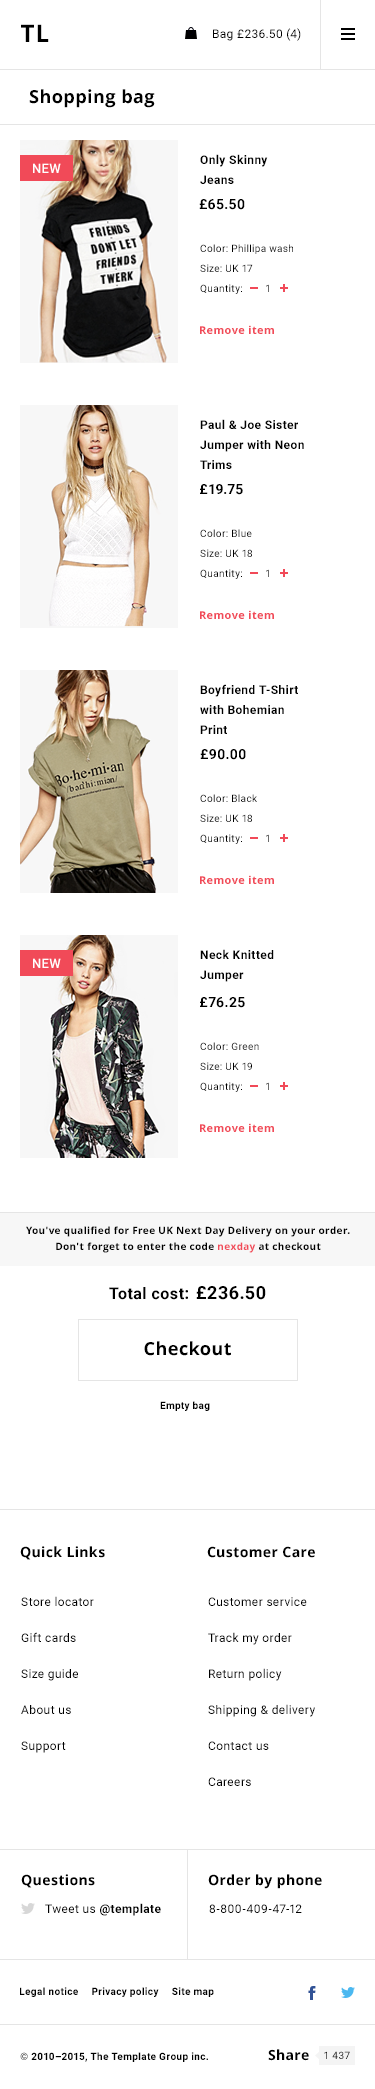 TL
Bag £236.50 (4)
Shopping bag
NEW
FRIENDS
DONT LET
FRIENDS
TWERK
Only Skinny
Jeans
£65.50
Color: Phillipa wash
Size: UK 17
Quantity: − 1 +
Remove item
Paul & Joe Sister
Jumper with Neon
Trims
£19.75
Color: Blue
Size: UK 18
Quantity: − 1 +
Remove item
Bo·he·mi·an
Boyfriend T-Shirt
with Bohemian
Print
£90.00
Color: Black
Size: UK 18
Quantity: − 1 +
Remove item
NEW
Neck Knitted
Jumper
£76.25
Color: Green
Size: UK 19
Quantity: − 1 +
Remove item
You've qualified for Free UK Next Day Delivery on your order.
Don't forget to enter the code nexday at checkout
Total cost: £236.50
Checkout
Empty bag
Quick Links
Store locator
Gift cards
Size guide
About us
Support
Customer Care
Customer service
Track my order
Return policy
Shipping & delivery
Contact us
Careers
Questions
Tweet us @template
Order by phone
8-800-409-47-12
Legal notice Privacy policy Site map
© 2010–2015, The Template Group inc.
Share 1 437